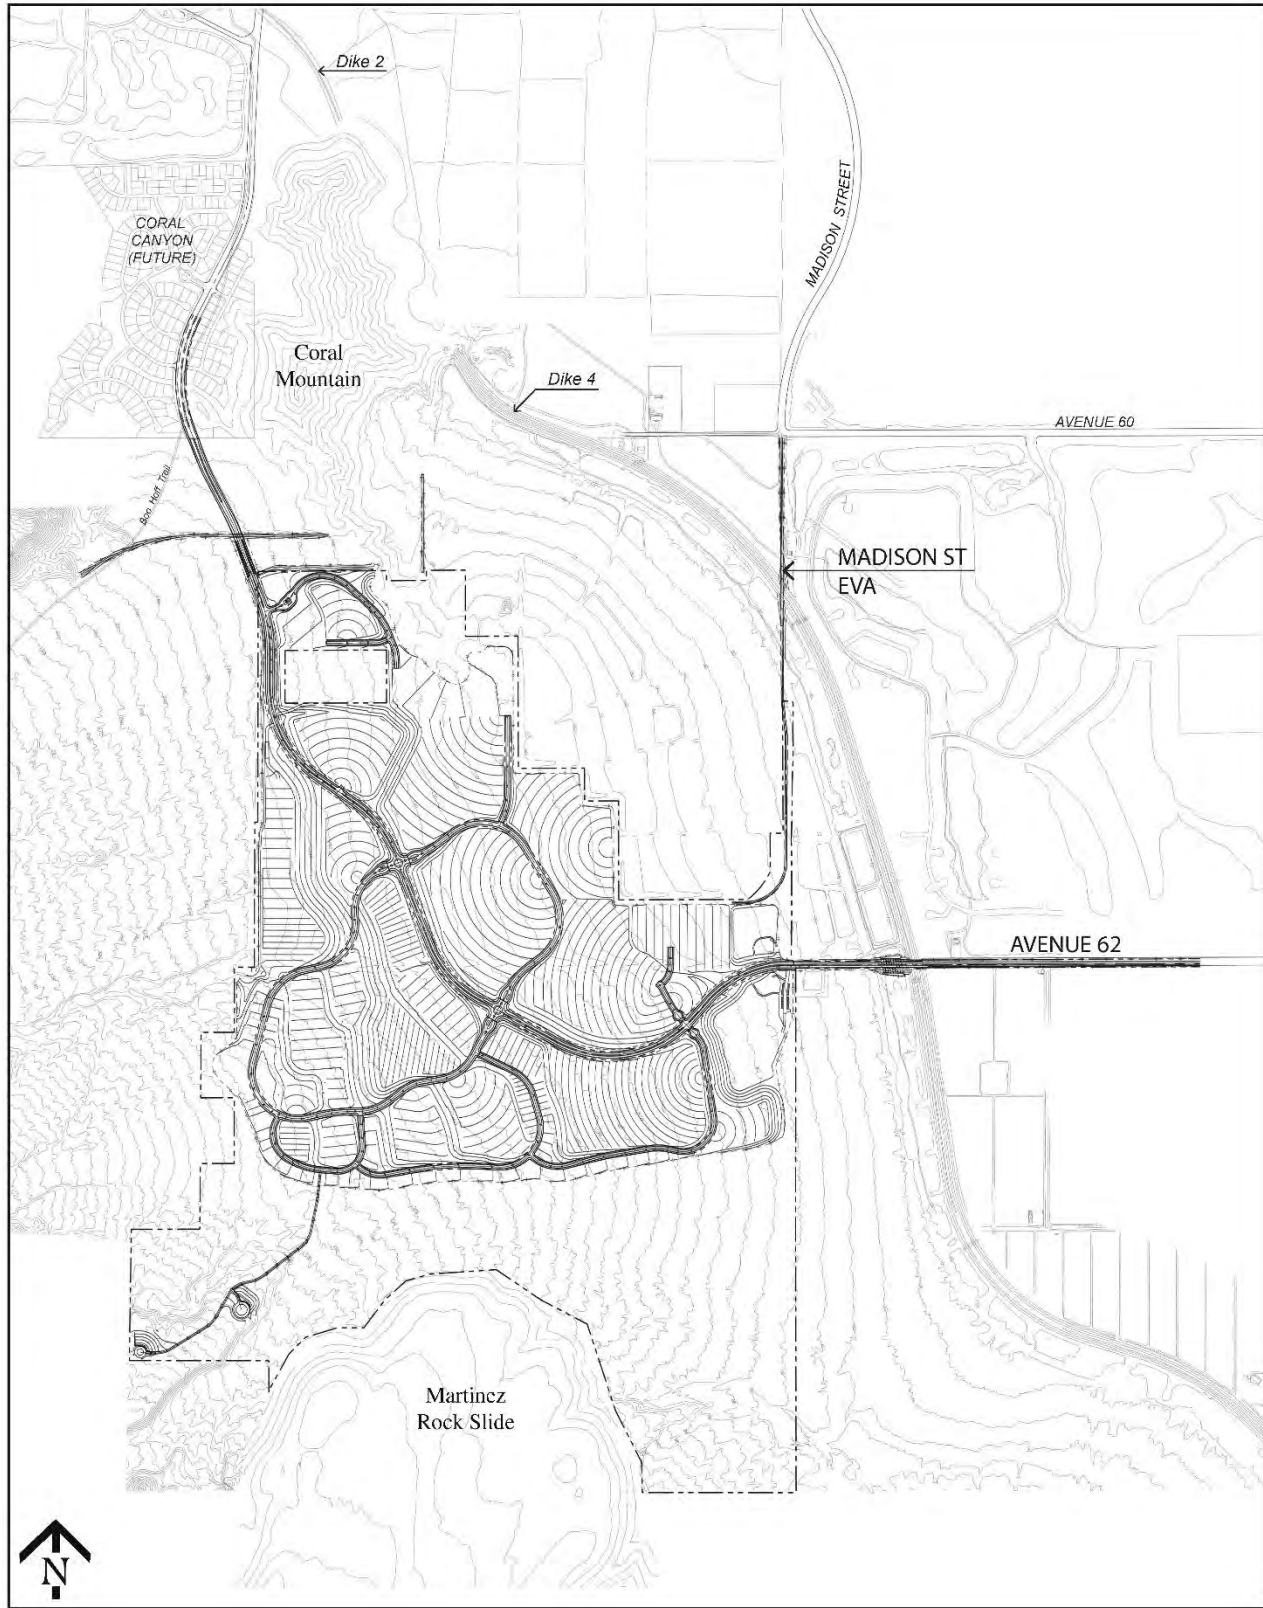 Dike 2
MADISON STREET
CORAL
CANYON
(FUTURE)
Coral
Mountain
Dike 4
AVENUE 60
Boo Hoff Trail
MADISON ST
EVA
AVENUE 62
Martinez
Rock Slide
N